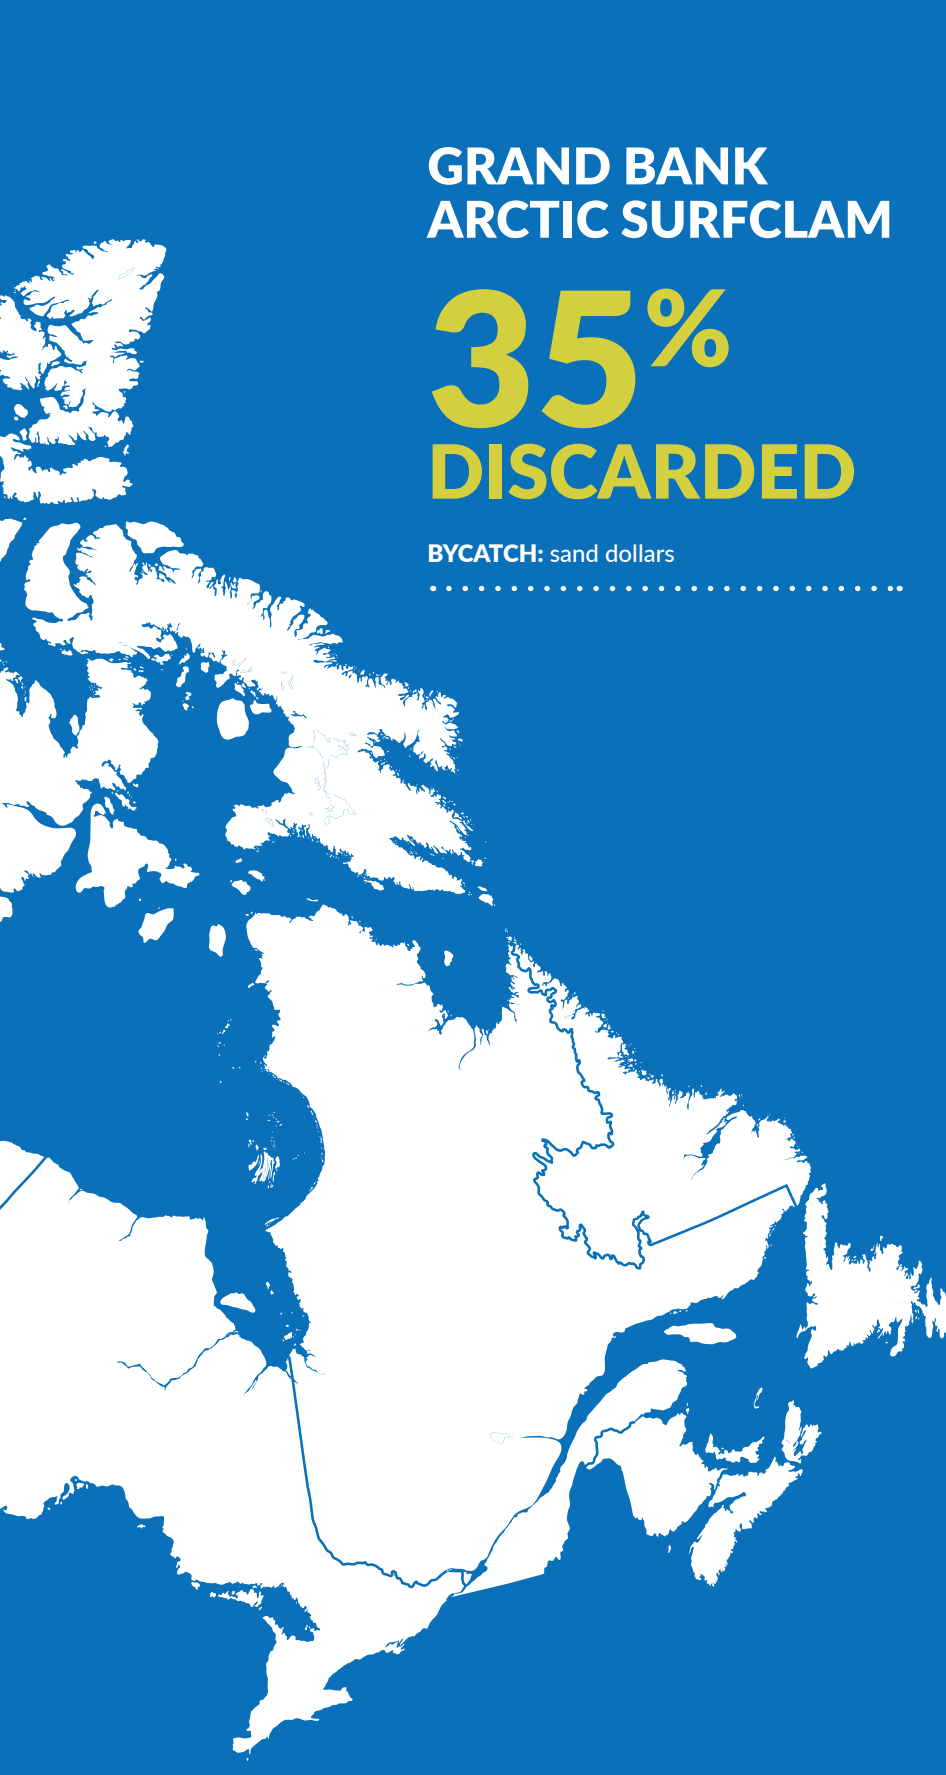 GRAND BANK
ARCTIC SURFCLAM
35%
DISCARDED
BYCATCH: sand dollars